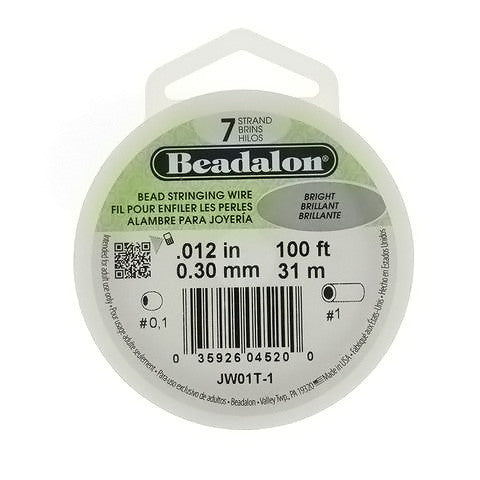 7 STRAND
BRINS
HILOS
Beadalon®
BEAD STRINGING WIRE
FIL POUR ENFILER LES PERLES
ALAMBRE PARA JOYERÍA
BRIGHT
BRILLANT
BRILLANTE
.012 in 100 ft
0.30 mm 31 m
#0,1
#1
0 35926 04520 0
JW01T-1
Intended for adult use only • Pour usage adulte seulement • Para uso exclusivo de adultos • Beadalon • Valley Twp., PA 19320 Made in USA • Fabriqué aux États-Unis • Hecho en Estados Unidos